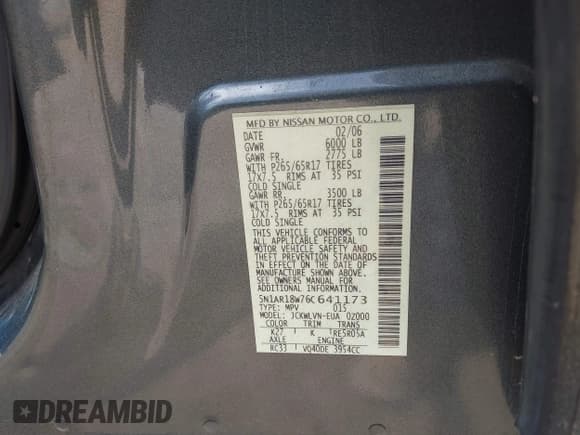 MFD BY NISSAN MOTOR CO., LTD.
DATE 02/06
GVWR 6000 LB
GAWR FR. 2775 LB
WITH P265/65R17 TIRES
17X7.5 RIMS AT 35 PSI
COLD SINGLE
GAWR RR. 3500 LB
WITH P265/65R17 TIRES
17X7.5 RIMS AT 35 PSI
COLD SINGLE
THIS VEHICLE CONFORMS TO
ALL APPLICABLE FEDERAL
MOTOR VEHICLE SAFETY AND
THEFT PREVENTION STANDARDS
IN EFFECT ON THE DATE OF
MANUFACTURE SHOWN ABOVE.
SEE OWNERS MANUAL FOR
ADDITIONAL INFORMATION.
5N1AR18W76C641173
TYPE: MPV 015
MODEL: JCKWLVN-EUA 02000
COLOR TRIM TRANS
K27 K TRE5R05A
AXLE ENGINE
RC33 VQ40DE 3954CC
DREAMBID